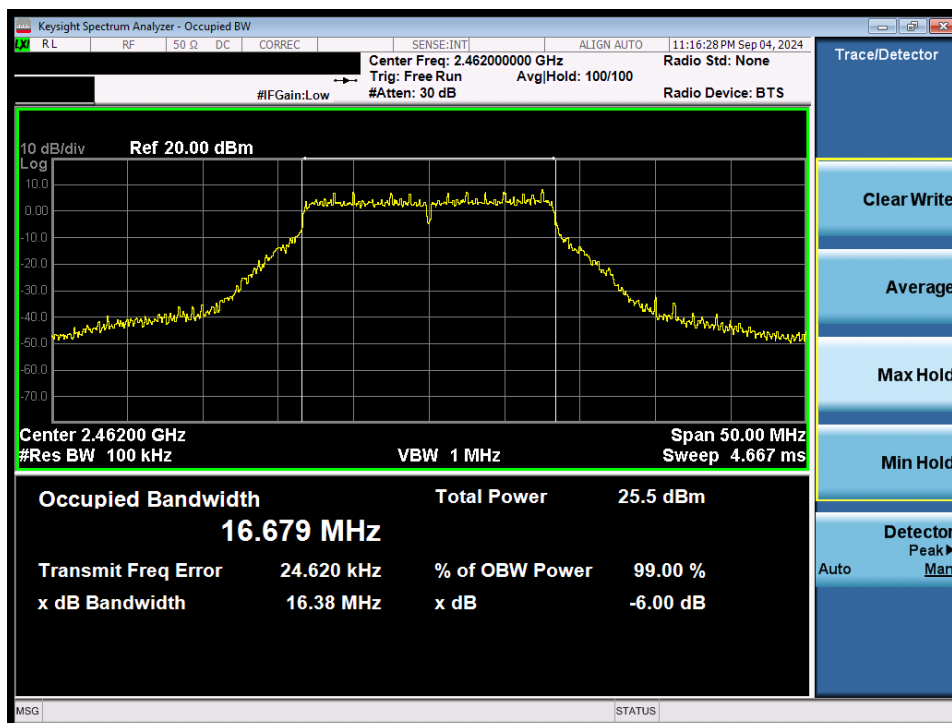 Keysight Spectrum Analyzer - Occupied BW
LXI RL RF 50 Ω DC CORREC SENSE:INT ALIGN AUTO 11:16:28 PM Sep 04, 2024
Center Freq: 2.462000000 GHz Radio Std: None
Trig: Free Run Avg|Hold: 100/100
#IFGain:Low #Atten: 30 dB Radio Device: BTS
10 dB/div Ref 20.00 dBm
Log
10.0
0.00
-10.0
-20.0
-30.0
-40.0
-50.0
-60.0
-70.0
Center 2.46200 GHz Span 50.00 MHz
#Res BW 100 kHz VBW 1 MHz Sweep 4.667 ms
Occupied Bandwidth Total Power 25.5 dBm
16.679 MHz
Transmit Freq Error 24.620 kHz % of OBW Power 99.00 %
x dB Bandwidth 16.38 MHz x dB -6.00 dB
Trace/Detector
Clear Write
Average
Max Hold
Min Hold
Detector
Peak▶
Auto Man
MSG STATUS